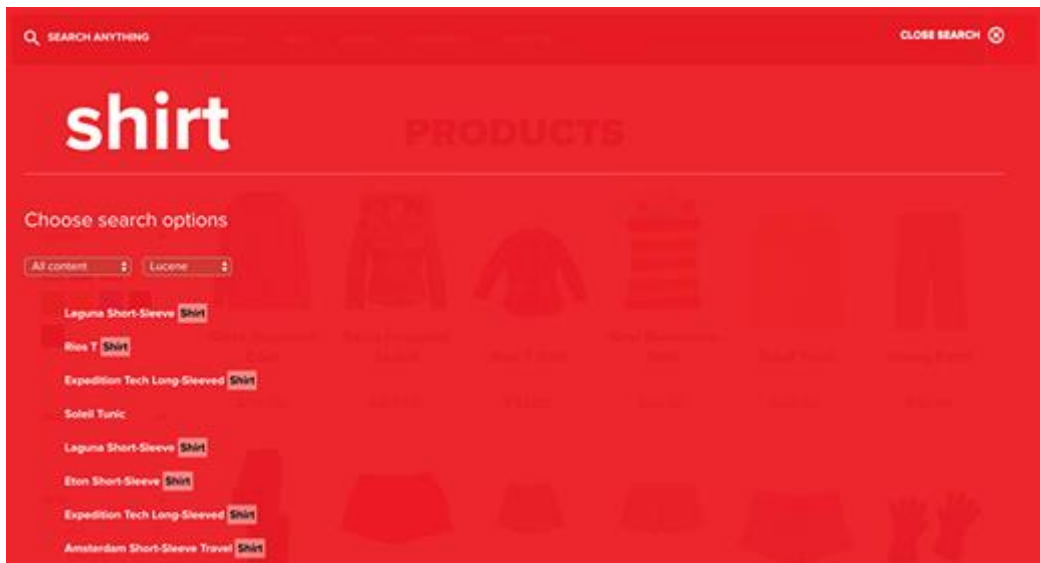 SEARCH ANYTHING
CLOSE SEARCH
shirt
PRODUCTS
Choose search options
All content
Lucene
Laguna Short-Sleeve Shirt
Rios T Shirt
Expedition Tech Long-Sleeved Shirt
Soleil Tunic
Laguna Short-Sleeve Shirt
Eton Short-Sleeve Shirt
Expedition Tech Long-Sleeved Shirt
Amsterdam Short-Sleeve Travel Shirt